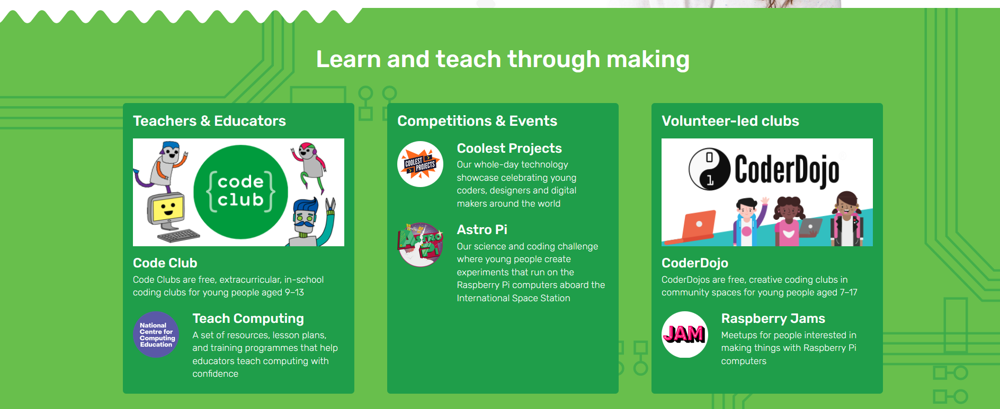 Learn and teach through making
Teachers & Educators
{code
club}
Code Club
Code Clubs are free, extracurricular, in-school
coding clubs for young people aged 9–13
National
Centre for
Computing
Education
Teach Computing
A set of resources, lesson plans,
and training programmes that help
educators teach computing with
confidence
Competitions & Events
COOLEST
PROJECTS
Coolest Projects
Our whole-day technology
showcase celebrating young
coders, designers and digital
makers around the world
ASTRO
Pi
Astro Pi
Our science and coding challenge
where young people create
experiments that run on the
Raspberry Pi computers aboard the
International Space Station
Volunteer-led clubs
0
1
CoderDojo
CoderDojo
CoderDojos are free, creative coding clubs in
community spaces for young people aged 7–17
JAM
Raspberry Jams
Meetups for people interested in
making things with Raspberry Pi
computers